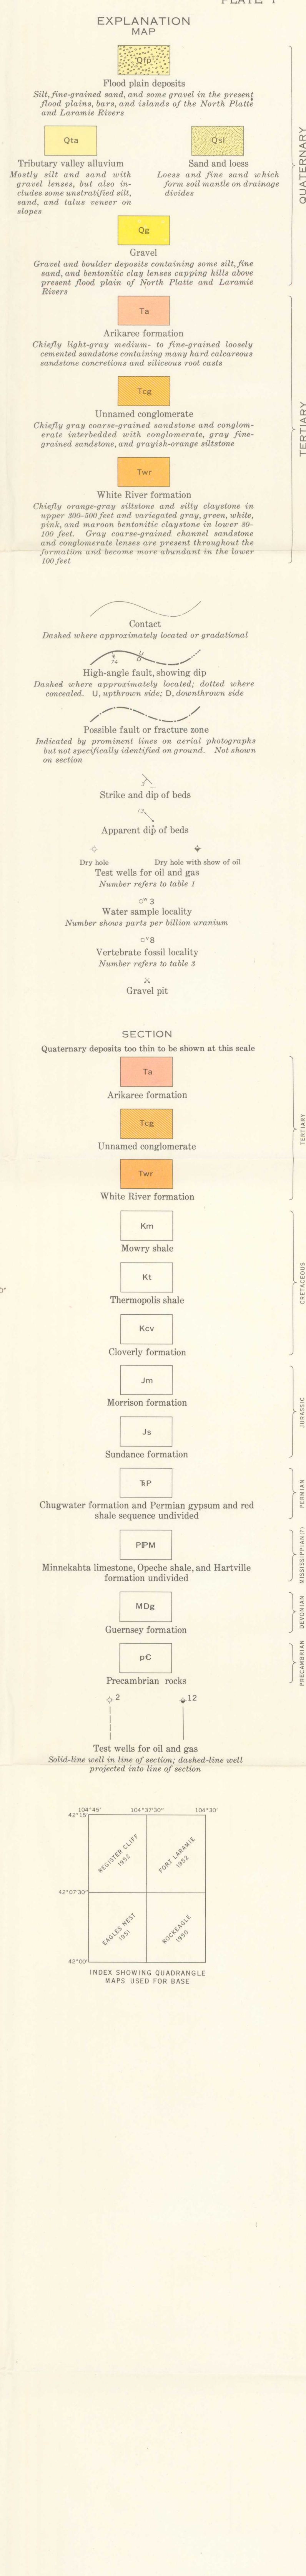 PLATE 1
EXPLANATION
MAP
Qfp
Flood plain deposits
Silt, fine-grained sand, and some gravel in the present
flood plains, bars, and islands of the North Platte
and Laramie Rivers
Qta
Tributary valley alluvium
Mostly silt and sand with
gravel lenses, but also in-
cludes some unstratified silt,
sand, and talus veneer on
slopes
Qsl
Sand and loess
Loess and fine sand which
form soil mantle on drainage
divides
Qg
Gravel
Gravel and boulder deposits containing some silt, fine
sand, and bentonitic clay lenses capping hills above
present flood plain of North Platte and Laramie
Rivers
QUATERNARY
Ta
Arikaree formation
Chiefly light-gray medium- to fine-grained loosely
cemented sandstone containing many hard calcareous
sandstone concretions and siliceous root casts
Tcg
Unnamed conglomerate
Chiefly gray coarse-grained sandstone and conglom-
erate interbedded with conglomerate, gray fine-
grained sandstone, and grayish-orange siltstone
Twr
White River formation
Chiefly orange-gray siltstone and silty claystone in
upper 200-500 feet and variegated gray, green, white,
pink, and maroon bentonitic claystone in lower 80-
100 feet. Gray coarse-grained channel sandstone
and conglomerate lenses are present throughout the
formation and become more abundant in the lower
100 feet
TERTIARY
Contact
Dashed where approximately located or gradational
74
U
D
High-angle fault, showing dip
Dashed where approximately located; dotted where
concealed. U, upthrown side; D, downthrown side
Possible fault or fracture zone
Indicated by prominent lines on aerial photographs
but not specifically identified on ground. Not shown
on section
3
Strike and dip of beds
12
Apparent dip of beds
Dry hole
Dry hole with show of oil
Test wells for oil and gas
Number refers to table 1
W 3
Water sample locality
Number shows parts per billion uranium
V 8
Vertebrate fossil locality
Number refers to table 3
Gravel pit
SECTION
Quaternary deposits too thin to be shown at this scale
Ta
Arikaree formation
Tcg
Unnamed conglomerate
Twr
White River formation
TERTIARY
Km
Mowry shale
Kt
Thermopolis shale
Kcv
Cloverly formation
CRETACEOUS
Jm
Morrison formation
Js
Sundance formation
JURASSIC
TrP
Chugwater formation and Permian gypsum and red
shale sequence undivided
PERMIAN
PIPM
Minnekahta limestone, Opeche shale, and Hartville
formation undivided
MISSISSIPPIAN(?)
MDg
Guernsey formation
DEVONIAN
p€
Precambrian rocks
PRECAMBRIAN
2
12
Test wells for oil and gas
Solid-line well in line of section; dashed-line well
projected into line of section
104°45'
104°37'30"
104°30'
42°15'
REGISTER CLIFF
1952
FORT LARAMIE
1952
42°07'30"
EAGLES NEST
1951
ROCKEAGLE
1950
42°00'
INDEX SHOWING QUADRANGLE
MAPS USED FOR BASE